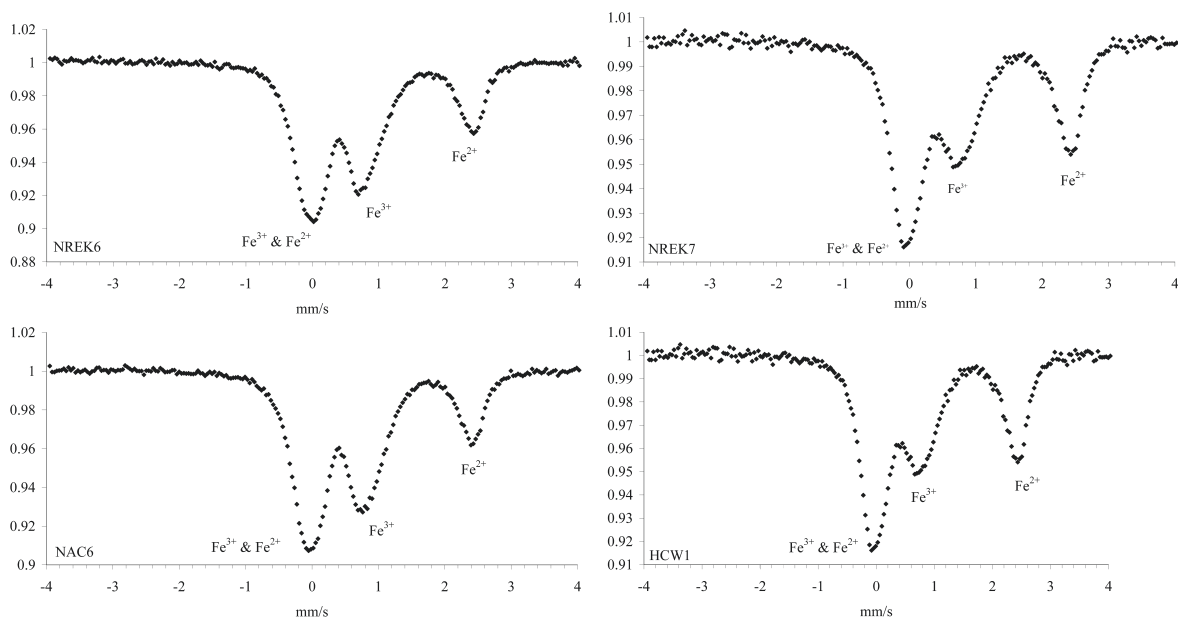 1.02
1
0.98
0.96
0.94
0.92
0.9
0.88
Fe²⁺
Fe³⁺
Fe³⁺ & Fe²⁺
NREK6
-4 -3 -2 -1 0 1 2 3 4
mm/s
1.01
1
0.99
0.98
0.97
0.96
0.95
0.94
0.93
0.92
0.91
Fe³⁺
Fe²⁺
Fe³⁺ & Fe²⁺
NREK7
-4 -3 -2 -1 0 1 2 3 4
mm/s
1.02
1
0.98
0.96
0.94
0.92
0.9
Fe²⁺
Fe³⁺
Fe³⁺ & Fe²⁺
NAC6
-4 -3 -2 -1 0 1 2 3 4
mm/s
1.01
1
0.99
0.98
0.97
0.96
0.95
0.94
0.93
0.92
0.91
Fe³⁺
Fe²⁺
Fe³⁺ & Fe²⁺
HCW1
-4 -3 -2 -1 0 1 2 3 4
mm/s